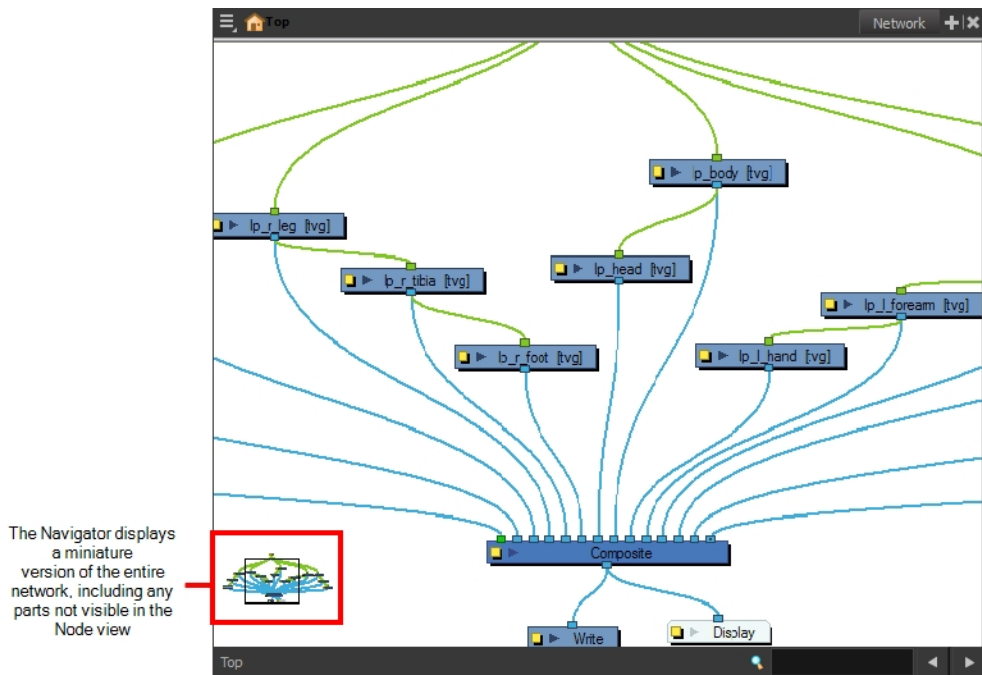 Top
Network
lp_body [tvg]
lp_r_leg [tvg]
lp_head [tvg]
lp_r_tibia [tvg]
lp_l_forearm [tvg]
lp_r_foot [tvg]
lp_l_hand [tvg]
The Navigator displays
a miniature
version of the entire
network, including any
parts not visible in the
Node view
Composite
Write
Display
Top